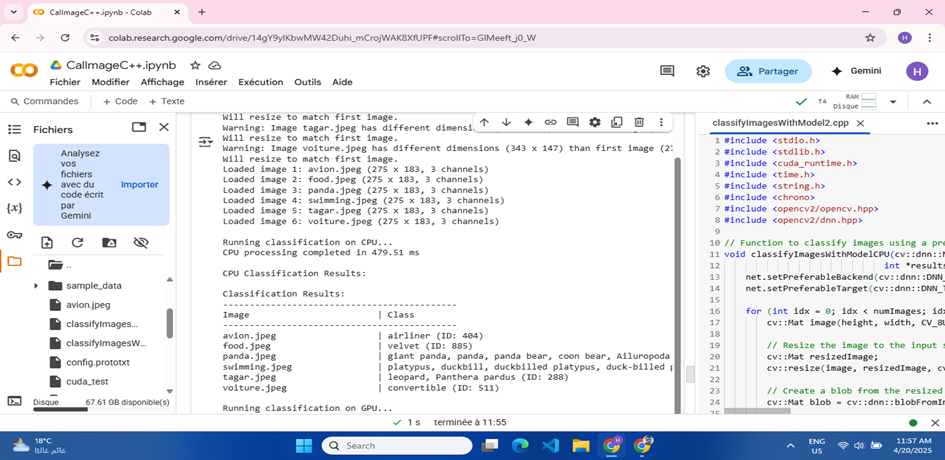 CallmageC++.ipynb - Colab
colab.research.google.com/drive/14gY9yIKbwMW42Duhi_mCrojWAK8XfUPF#scrollTo=GIMeeft_j0_W
H
CallmageC++.ipynb
Fichier Modifier Affichage Insérer Exécution Outils Aide
Partager
Gemini
H
Commandes + Code + Texte
T4 RAM
Disque
Fichiers
Analysez
vos
fichiers
avec du
code écrit
par
Gemini
Importer
..
sample_data
avion.jpeg
classifyImages...
classifyImagesW...
config.prototxt
cuda_test
Disque 67.61 GB disponible(s)
Will resize to match first image.
Warning: Image tagar.jpeg has different dimens
Will resize to match first image.
Warning: Image voiture.jpeg has different dimensions (343 x 147) than first image (27
Will resize to match first image.
Loaded image 1: avion.jpeg (275 x 183, 3 channels)
Loaded image 2: food.jpeg (275 x 183, 3 channels)
Loaded image 3: panda.jpeg (275 x 183, 3 channels)
Loaded image 4: swimming.jpeg (275 x 183, 3 channels)
Loaded image 5: tagar.jpeg (275 x 183, 3 channels)
Loaded image 6: voiture.jpeg (275 x 183, 3 channels)
Running classification on CPU...
CPU processing completed in 479.51 ms
CPU Classification Results:
Classification Results:
--------------------------------------------
Image | Class
--------------------------------------------
avion.jpeg | airliner (ID: 404)
food.jpeg | velvet (ID: 885)
panda.jpeg | giant panda, panda, panda bear, coon bear, Ailuropoda
swimming.jpeg | platypus, duckbill, duckbilled platypus, duck-billed p
tagar.jpeg | leopard, Panthera pardus (ID: 288)
voiture.jpeg | convertible (ID: 511)
Running classification on GPU...
classifyImagesWithModel2.cpp
1 #include <stdio.h>
2 #include <stdlib.h>
3 #include <cuda_runtime.h>
4 #include <time.h>
5 #include <string.h>
6 #include <chrono>
7 #include <opencv2/opencv.hpp>
8 #include <opencv2/dnn.hpp>
9
10 // Function to classify images using a pre
11 void classifyImagesWithModelCPU(cv::dnn::N
12 int *results
13 net.setPreferableBackend(cv::dnn::DNN_
14 net.setPreferableTarget(cv::dnn::DNN_T
15
16 for (int idx = 0; idx < numImages; idx
17 cv::Mat image(height, width, CV_8U
18
19 // Resize the image to the input s
20 cv::Mat resizedImage;
21 cv::resize(image, resizedImage, cv
22
23 // Create a blob from the resized
24 cv::Mat blob = cv::dnn::blobFromIm
25
1 s terminée à 11:55
18°C
غائم غالبًا
Search
ENG
US
11:57 AM
4/20/2025